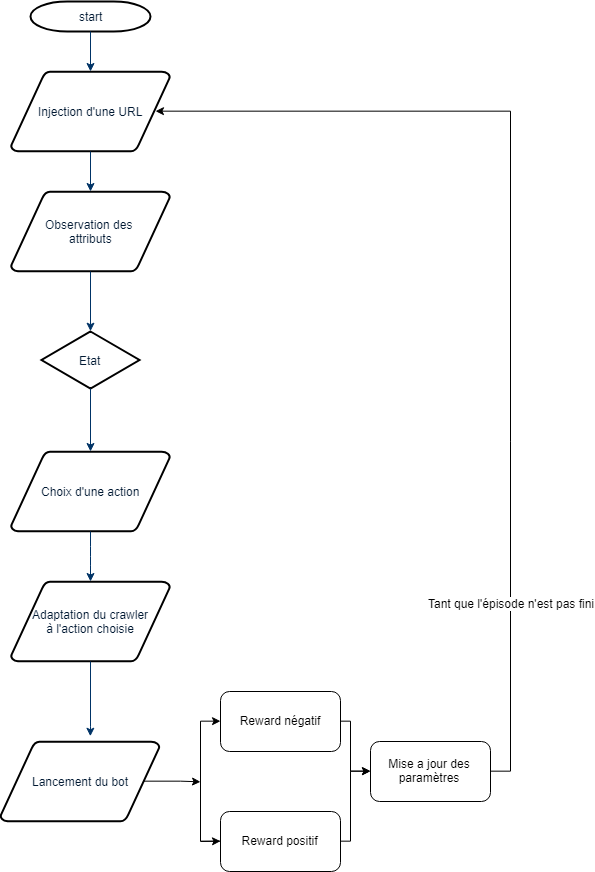 start
Injection d'une URL
Observation des
attributs
Etat
Choix d'une action
Adaptation du crawler
à l'action choisie
Tant que l'épisode n'est pas fini
Lancement du bot
Reward négatif
Reward positif
Mise a jour des
paramètres